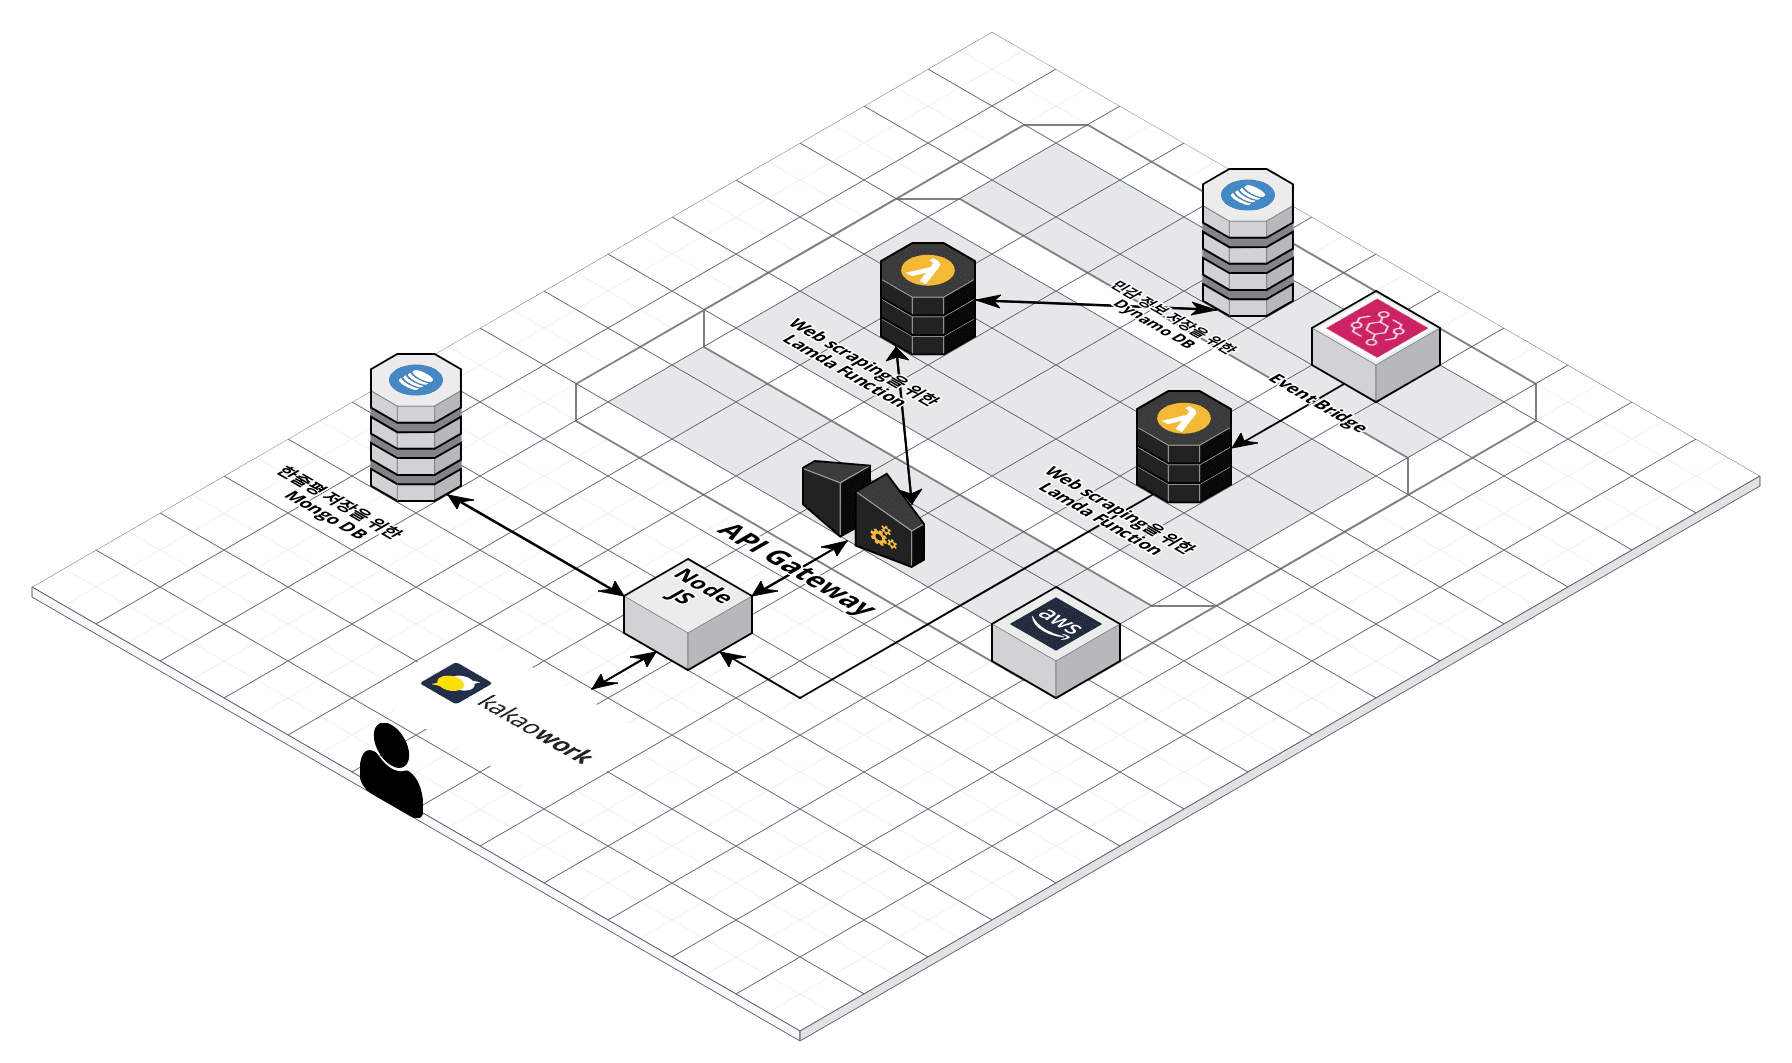 민감 정보 저장을 위한
Dynamo DB
Web scraping을 위한
Lamda Function
Event Bridge
한줄평 저장을 위한
Mongo DB
Web scraping을 위한
Lamda Function
API Gateway
Node
JS
aws
kakaowork